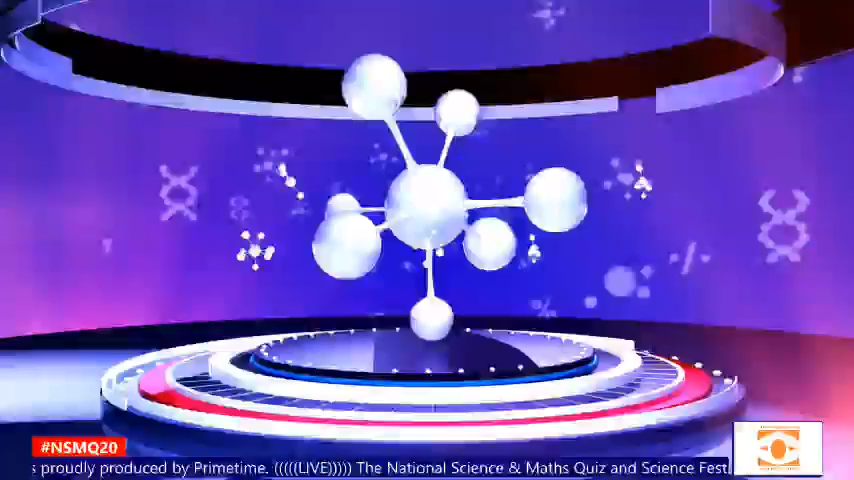 #NSMQ20
s proudly produced by Primetime. (((((LIVE))))) The National Science & Maths Quiz and Science Fest